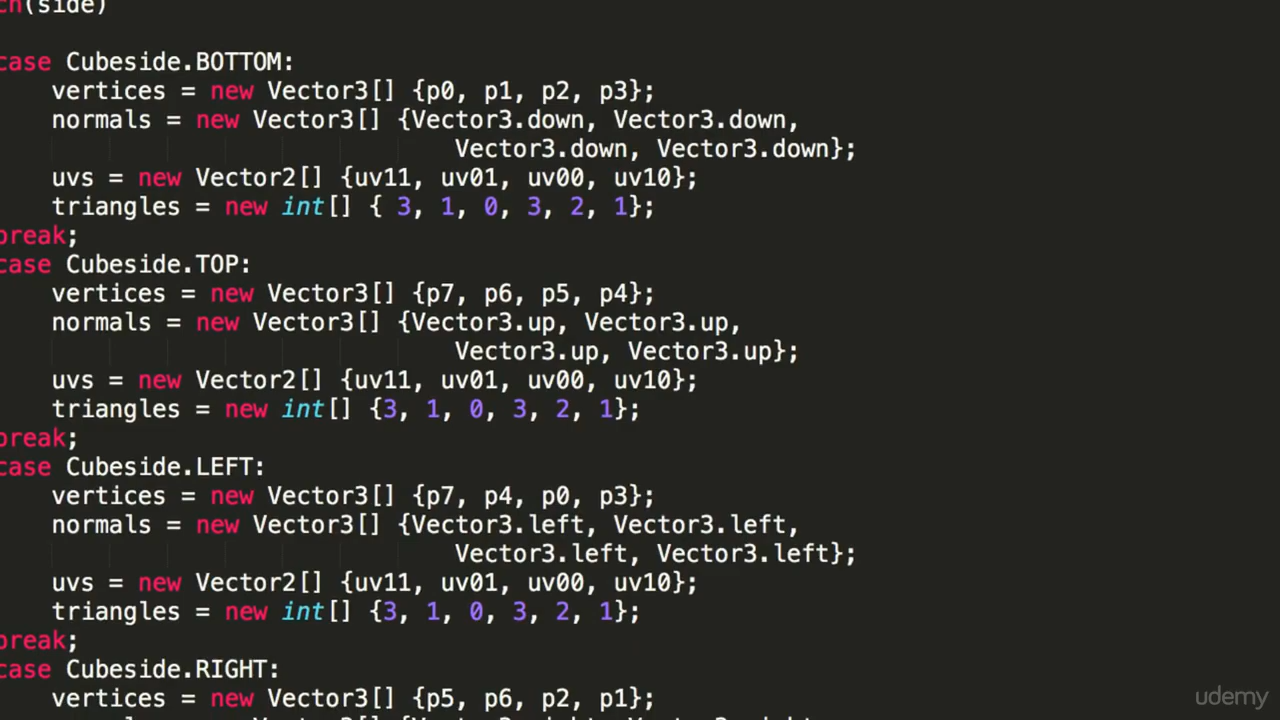 ch(side)
case Cubeside.BOTTOM:
vertices = new Vector3[] {p0, p1, p2, p3};
normals = new Vector3[] {Vector3.down, Vector3.down,
Vector3.down, Vector3.down};
uvs = new Vector2[] {uv11, uv01, uv00, uv10};
triangles = new int[] { 3, 1, 0, 3, 2, 1};
break;
case Cubeside.TOP:
vertices = new Vector3[] {p7, p6, p5, p4};
normals = new Vector3[] {Vector3.up, Vector3.up,
Vector3.up, Vector3.up};
uvs = new Vector2[] {uv11, uv01, uv00, uv10};
triangles = new int[] {3, 1, 0, 3, 2, 1};
break;
case Cubeside.LEFT:
vertices = new Vector3[] {p7, p4, p0, p3};
normals = new Vector3[] {Vector3.left, Vector3.left,
Vector3.left, Vector3.left};
uvs = new Vector2[] {uv11, uv01, uv00, uv10};
triangles = new int[] {3, 1, 0, 3, 2, 1};
break;
case Cubeside.RIGHT:
vertices = new Vector3[] {p5, p6, p2, p1};
udemy